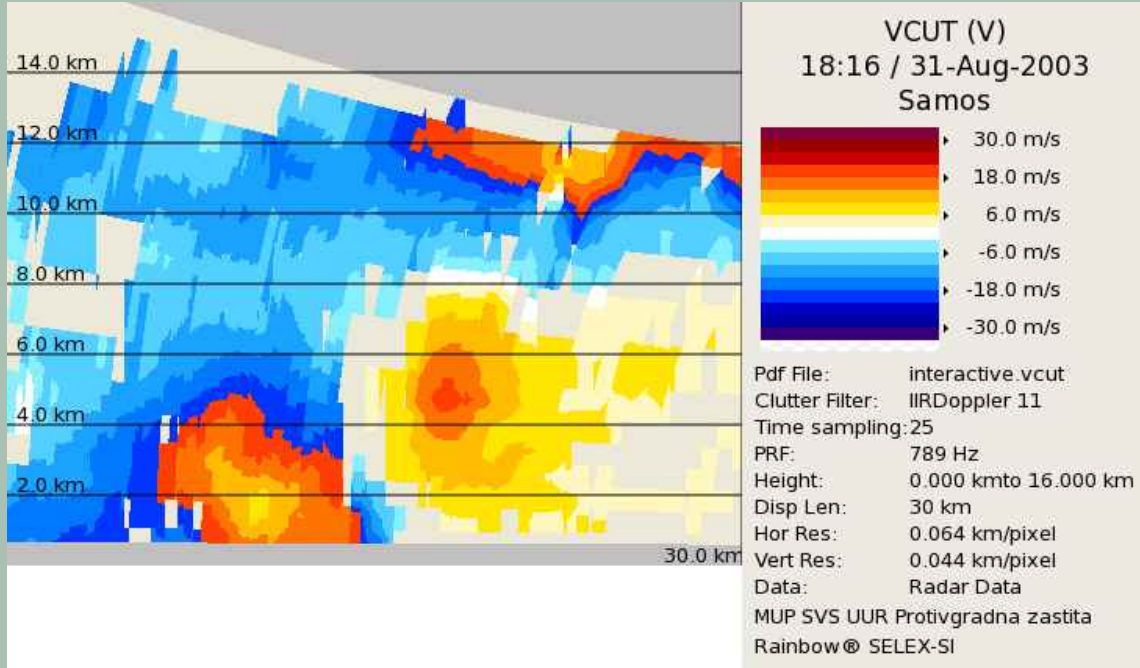 14.0 km
12.0 km
10.0 km
8.0 km
6.0 km
4.0 km
2.0 km
30.0 km
VCUT (V)
18:16 / 31-Aug-2003
Samos
30.0 m/s
18.0 m/s
6.0 m/s
-6.0 m/s
-18.0 m/s
-30.0 m/s
Pdf File: interactive.vcut
Clutter Filter: IIRDoppler 11
Time sampling:25
PRF: 789 Hz
Height: 0.000 kmto 16.000 km
Disp Len: 30 km
Hor Res: 0.064 km/pixel
Vert Res: 0.044 km/pixel
Data: Radar Data
MUP SVS UUR Protivgradna zastita
Rainbow® SELEX-SI